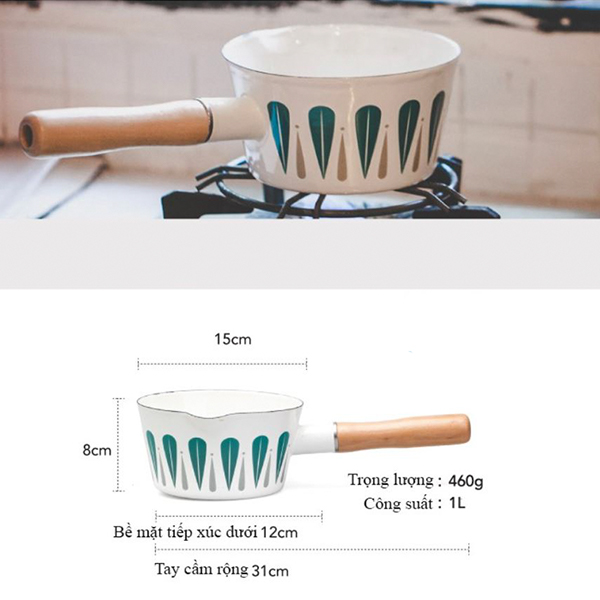 15cm
8cm
Trọng lượng : 460g
Công suất : 1L
Bề mặt tiếp xúc dưới 12cm
Tay cầm rộng 31cm